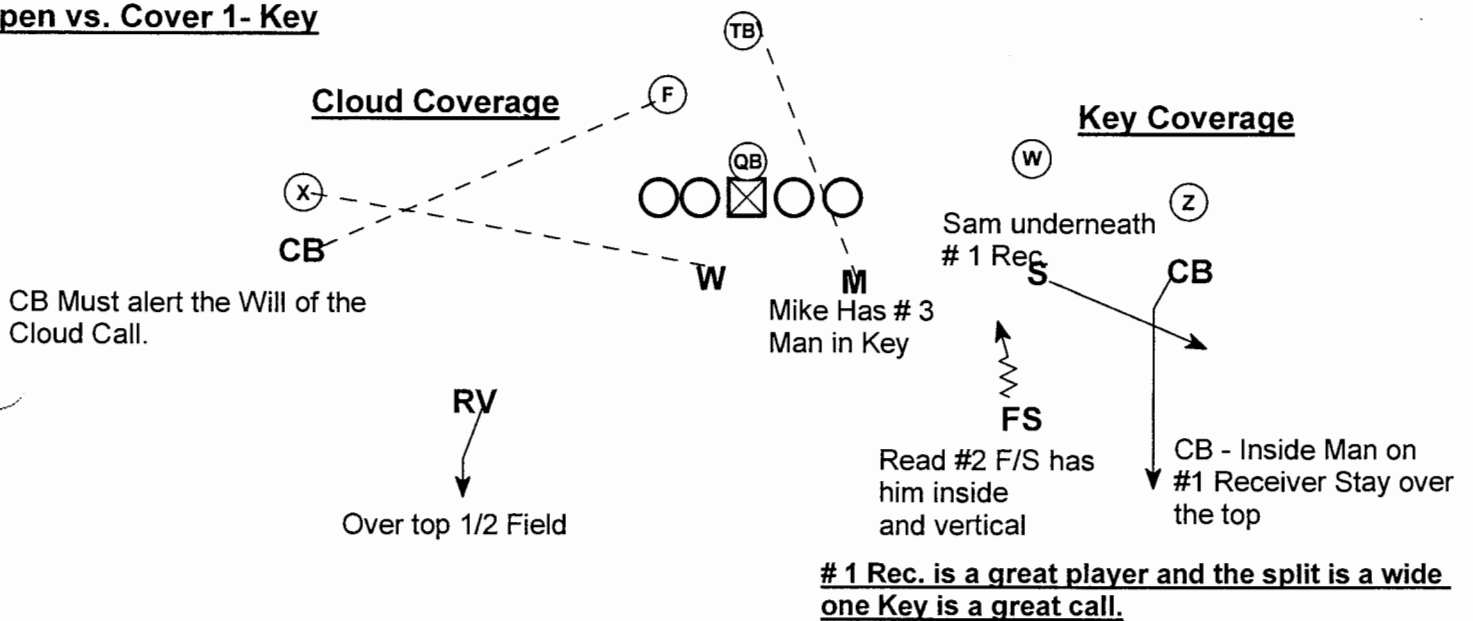 pen vs. Cover 1- Key
TB
F
Cloud Coverage
Key Coverage
QB
W
X
Z
Sam underneath
# 1 Rec.
CB
W
M
S
CB
CB Must alert the Will of the
Cloud Call.
Mike Has # 3
Man in Key
RV
FS
Read #2 F/S has
him inside
and vertical
CB - Inside Man on
#1 Receiver Stay over
the top
Over top 1/2 Field
# 1 Rec. is a great player and the split is a wide
one Key is a great call.